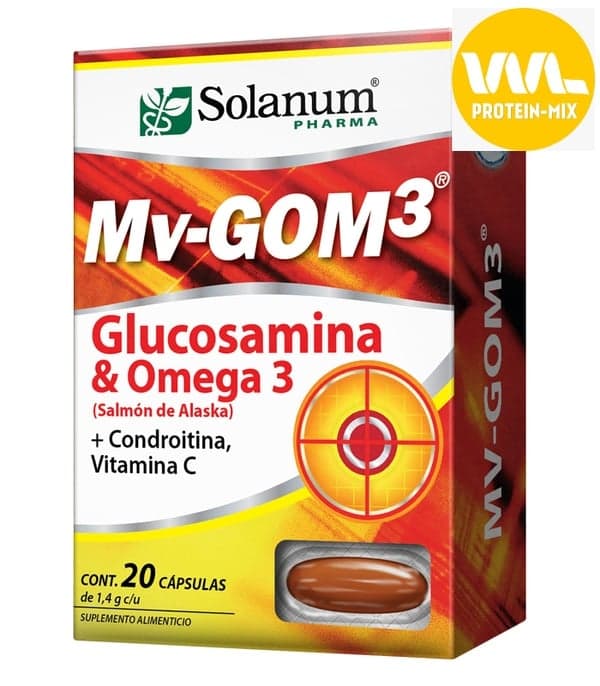 PROTEIN-MIX
Solanum®
PHARMA
Mv-GOM3®
Glucosamina
& Omega 3
(Salmón de Alaska)
+ Condroitina,
Vitamina C
CONT. 20 CÁPSULAS
de 1,4 g c/u
SUPLEMENTO ALIMENTICIO
MV-GOM3®